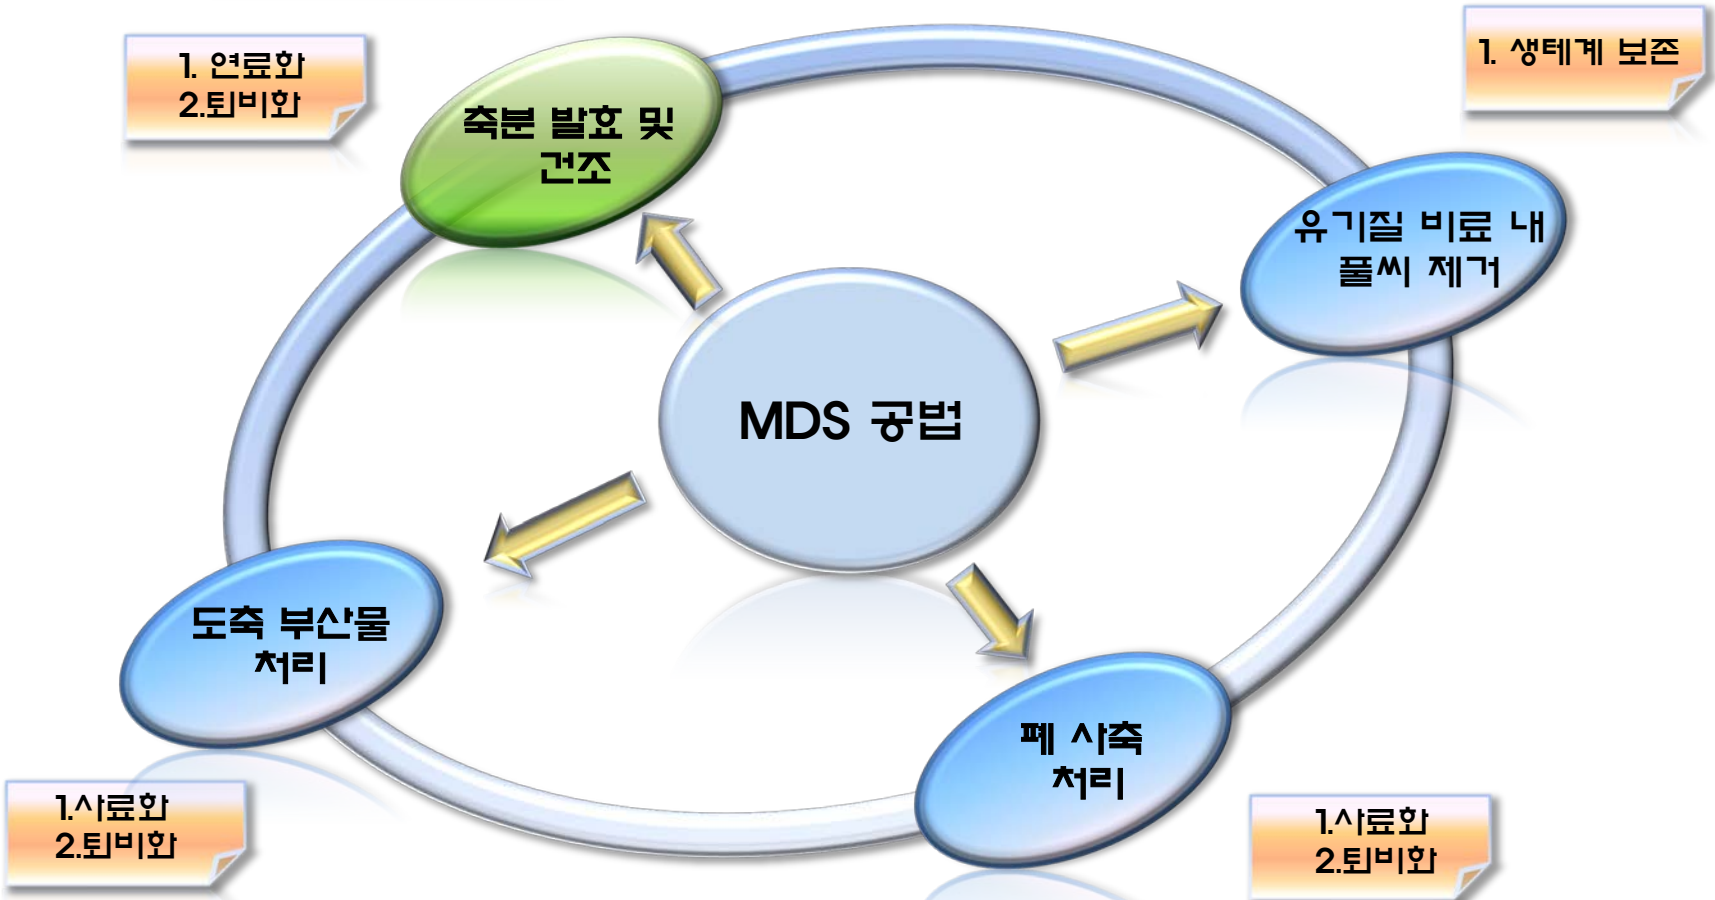 1. 연료화
2.퇴비화
축분 발효 및
건조
1. 생태계 보존
유기질 비료 내
풀씨 제거
MDS 공법
도축 부산물
처리
1.사료화
2.퇴비화
폐 사축
처리
1.사료화
2.퇴비화